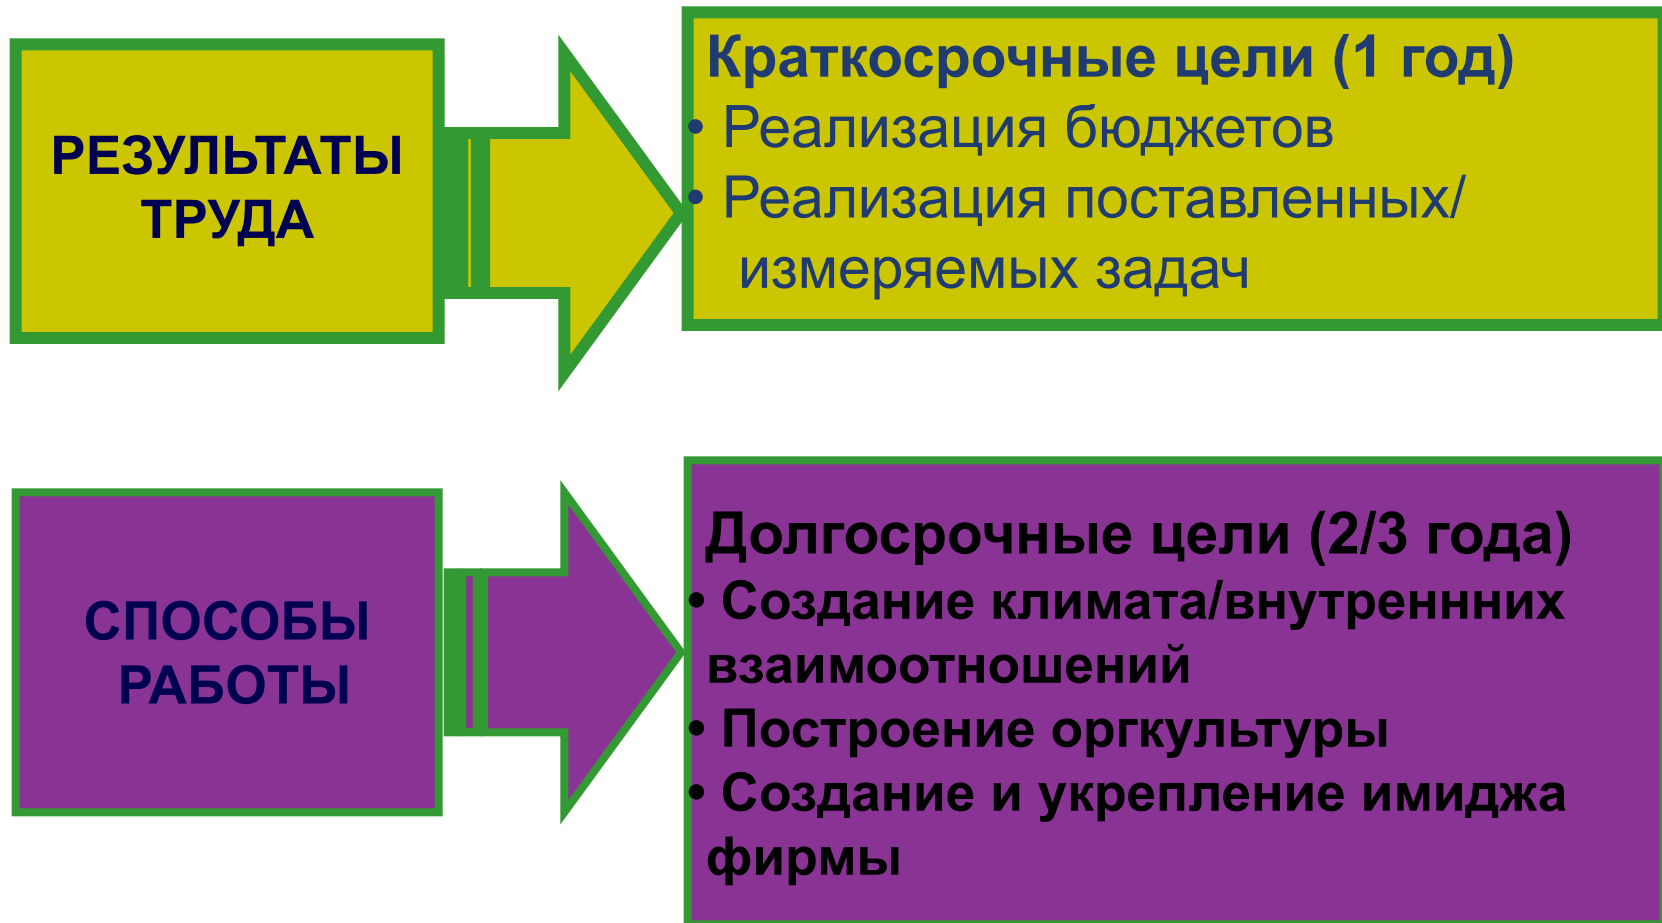 РЕЗУЛЬТАТЫ
ТРУДА
Краткосрочные цели (1 год)
• Реализация бюджетов
• Реализация поставленных/
измеряемых задач
СПОСОБЫ
РАБОТЫ
Долгосрочные цели (2/3 года)
• Создание климата/внутреннних
взаимоотношений
• Построение оргкультуры
• Создание и укрепление имиджа
фирмы